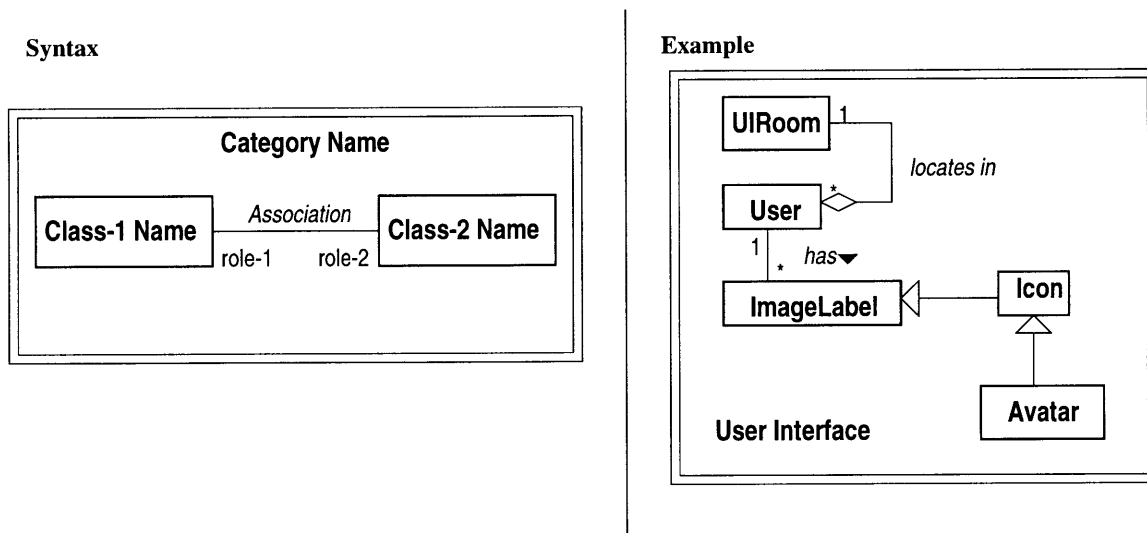 Syntax
Category Name
Class-1 Name
Association
role-1
role-2
Class-2 Name
Example
UIRoom
1
locates in
*
User
1
has
*
ImageLabel
Icon
Avatar
User Interface